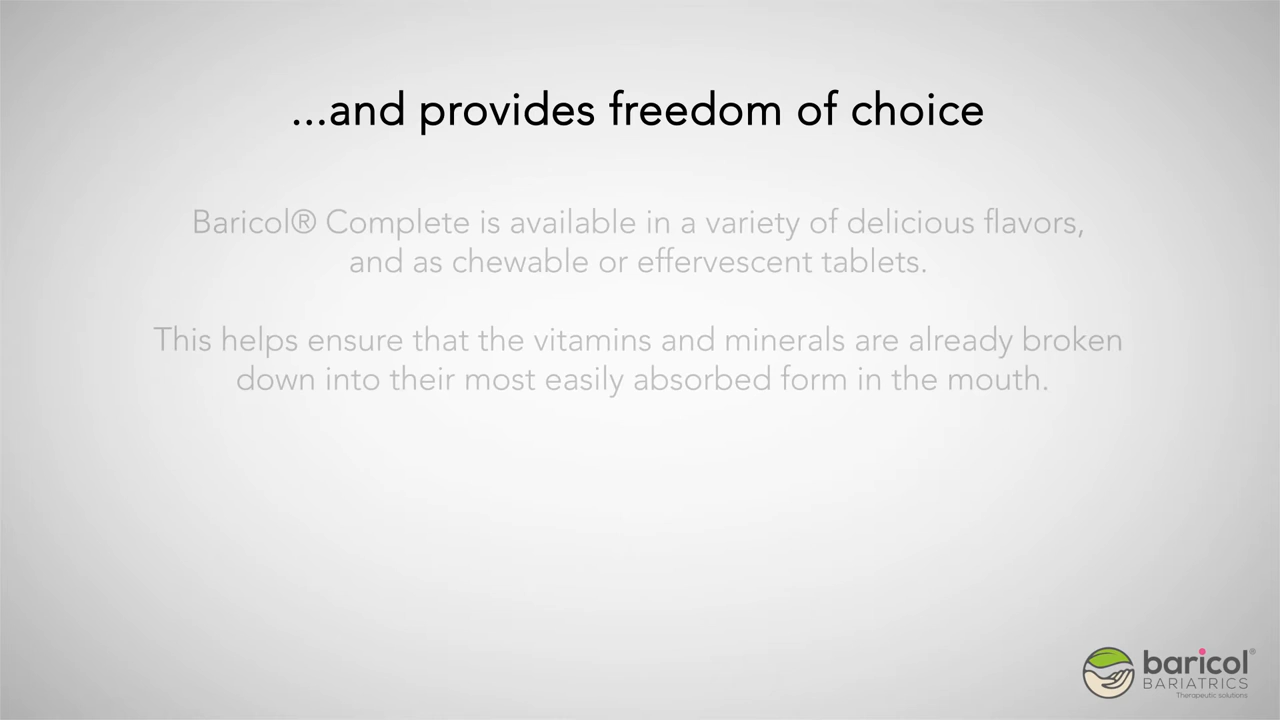 ...and provides freedom of choice
Baricol® Complete is available in a variety of delicious flavors,
and as chewable or effervescent tablets.
This helps ensure that the vitamins and minerals are already broken
down into their most easily absorbed form in the mouth.
baricol®
BARIATRICS
Therapeutic solutions